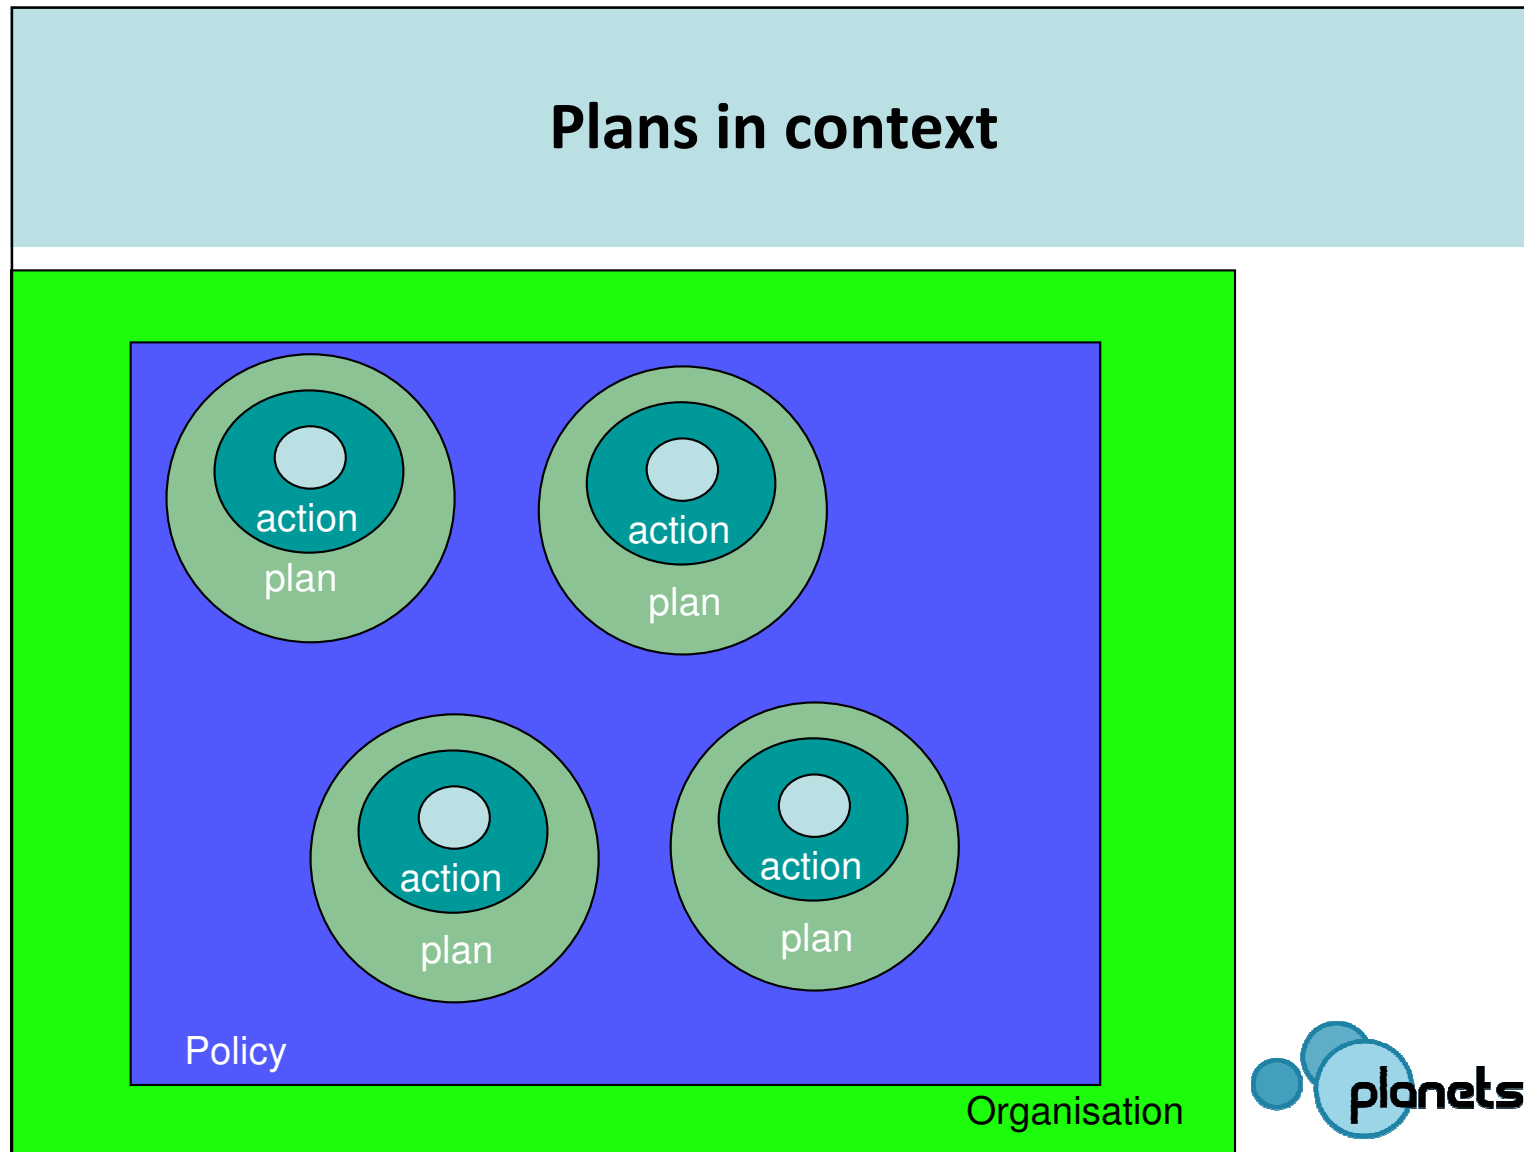 Plans in context
action
plan
action
plan
action
plan
action
plan
Policy
Organisation
planets